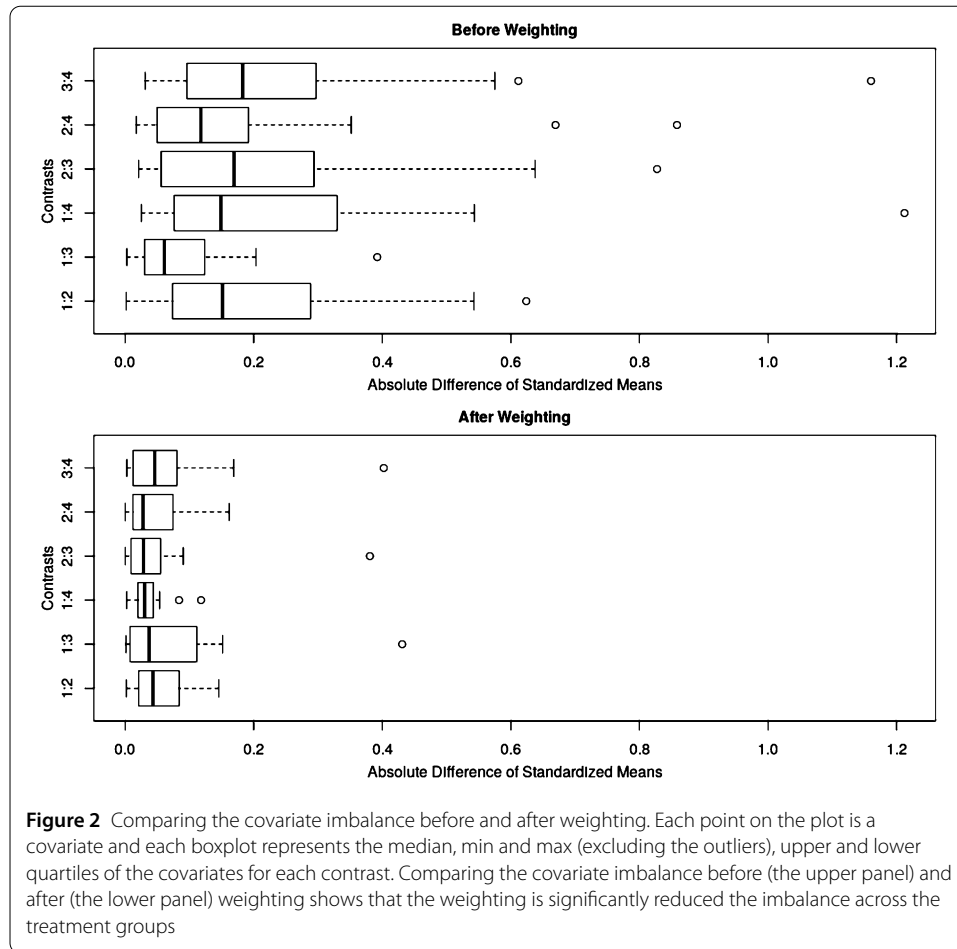 Before Weighting
Contrasts
3:4
2:4
2:3
1:4
1:3
1:2
0.0 0.2 0.4 0.6 0.8 1.0 1.2
Absolute Difference of Standardized Means
After Weighting
Contrasts
3:4
2:4
2:3
1:4
1:3
1:2
0.0 0.2 0.4 0.6 0.8 1.0 1.2
Absolute Difference of Standardized Means
Figure 2 Comparing the covariate imbalance before and after weighting. Each point on the plot is a
covariate and each boxplot represents the median, min and max (excluding the outliers), upper and lower
quartiles of the covariates for each contrast. Comparing the covariate imbalance before (the upper panel) and
after (the lower panel) weighting shows that the weighting is significantly reduced the imbalance across the
treatment groups